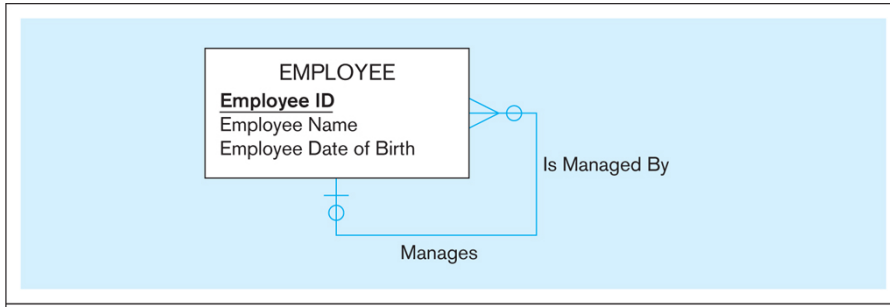 EMPLOYEE
Employee ID
Employee Name
Employee Date of Birth
Is Managed By
Manages